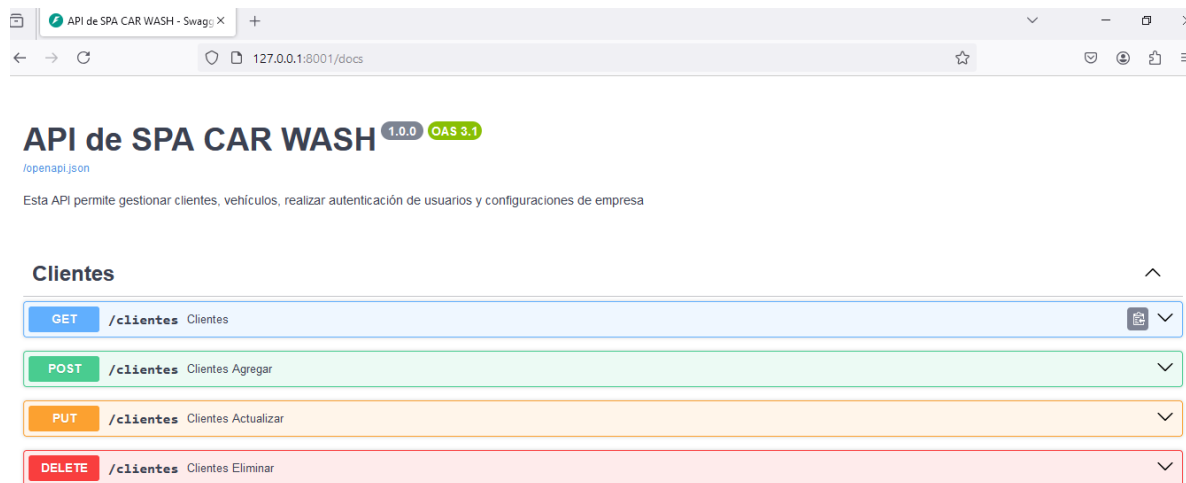 API de SPA CAR WASH - Swagg
127.0.0.1:8001/docs
API de SPA CAR WASH 1.0.0 OAS 3.1
/openapi.json
Esta API permite gestionar clientes, vehículos, realizar autenticación de usuarios y configuraciones de empresa
Clientes
GET /clientes Clientes
POST /clientes Clientes Agregar
PUT /clientes Clientes Actualizar
DELETE /clientes Clientes Eliminar